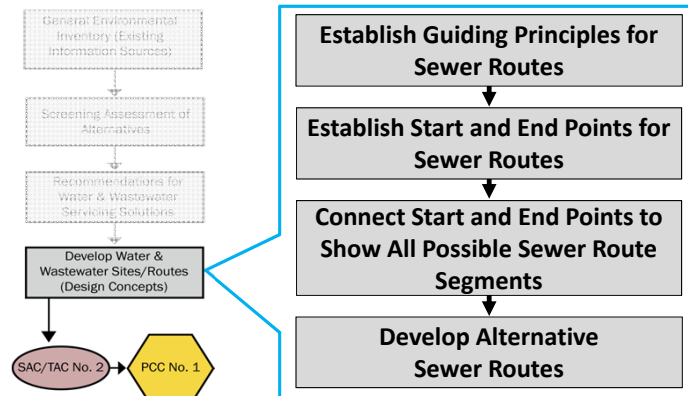 General Environmental
Inventory (Existing
Information Sources)
Screening Assessment of
Alternatives
Recommendations for
Water & Wastewater
Servicing Solutions
Develop Water &
Wastewater Sites/Routes
(Design Concepts)
SAC/TAC No. 2
PCC No. 1
Establish Guiding Principles for
Sewer Routes
Establish Start and End Points for
Sewer Routes
Connect Start and End Points to
Show All Possible Sewer Route
Segments
Develop Alternative
Sewer Routes